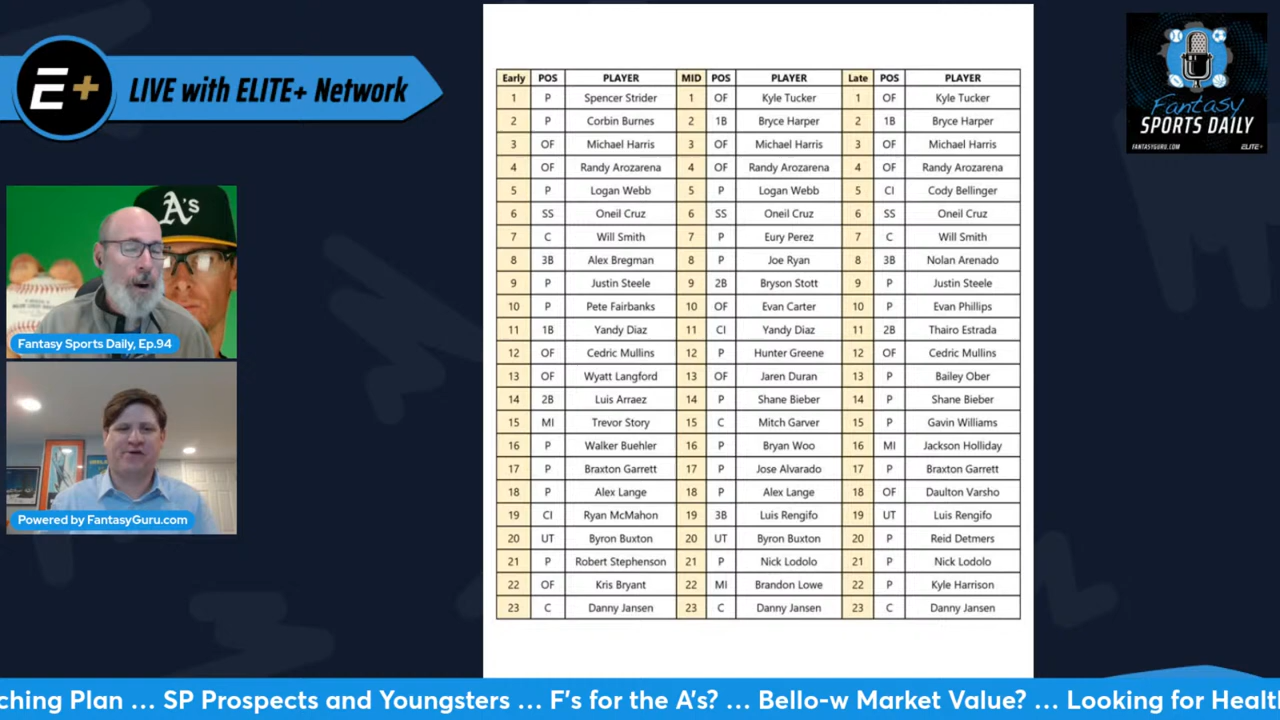 E+ LIVE with ELITE+ Network
Fantasy
SPORTS DAILY
FANTASYGURU.COM ELITE+
A's
Fantasy Sports Daily, Ep.94
Powered by FantasyGuru.com
Early POS PLAYER MID POS PLAYER Late POS PLAYER
1 P Spencer Strider 1 OF Kyle Tucker 1 OF Kyle Tucker
2 P Corbin Burnes 2 1B Bryce Harper 2 1B Bryce Harper
3 OF Michael Harris 3 OF Michael Harris 3 OF Michael Harris
4 OF Randy Arozarena 4 OF Randy Arozarena 4 OF Randy Arozarena
5 P Logan Webb 5 P Logan Webb 5 CI Cody Bellinger
6 SS Oneil Cruz 6 SS Oneil Cruz 6 SS Oneil Cruz
7 C Will Smith 7 P Eury Perez 7 C Will Smith
8 3B Alex Bregman 8 P Joe Ryan 8 3B Nolan Arenado
9 P Justin Steele 9 2B Bryson Stott 9 P Justin Steele
10 P Pete Fairbanks 10 OF Evan Carter 10 P Evan Phillips
11 1B Yandy Diaz 11 CI Yandy Diaz 11 2B Thairo Estrada
12 OF Cedric Mullins 12 P Hunter Greene 12 OF Cedric Mullins
13 OF Wyatt Langford 13 OF Jaren Duran 13 P Bailey Ober
14 2B Luis Arraez 14 P Shane Bieber 14 P Shane Bieber
15 MI Trevor Story 15 C Mitch Garver 15 P Gavin Williams
16 P Walker Buehler 16 P Bryan Woo 16 MI Jackson Holliday
17 P Braxton Garrett 17 P Jose Alvarado 17 P Braxton Garrett
18 P Alex Lange 18 P Alex Lange 18 OF Daulton Varsho
19 CI Ryan McMahon 19 3B Luis Rengifo 19 UT Luis Rengifo
20 UT Byron Buxton 20 UT Byron Buxton 20 P Reid Detmers
21 P Robert Stephenson 21 P Nick Lodolo 21 P Nick Lodolo
22 OF Kris Bryant 22 MI Brandon Lowe 22 P Kyle Harrison
23 C Danny Jansen 23 C Danny Jansen 23 C Danny Jansen
ching Plan ... SP Prospects and Youngsters ... F's for the A's? ... Bello-w Market Value? ... Looking for Healt